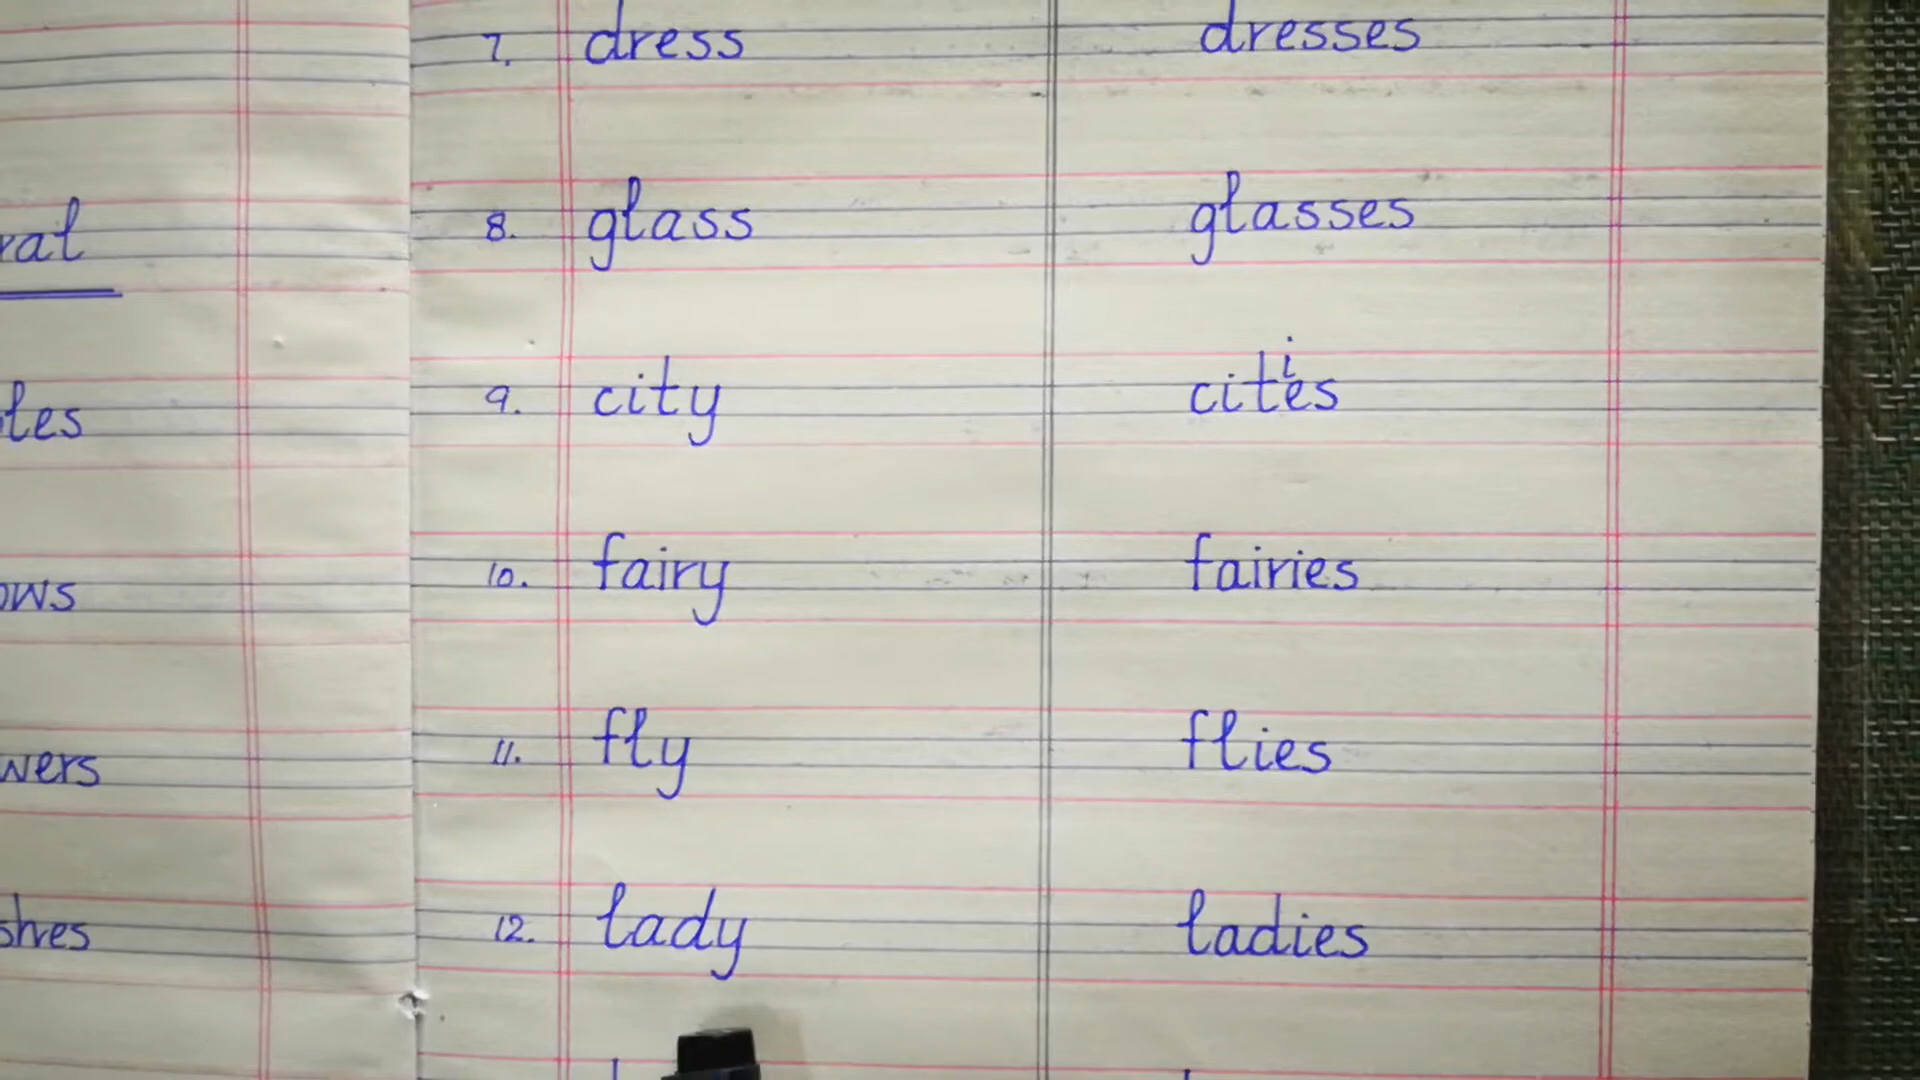 7. dress dresses
8. glass glasses
9. city cities
10. fairy fairies
11. fly flies
12. lady ladies